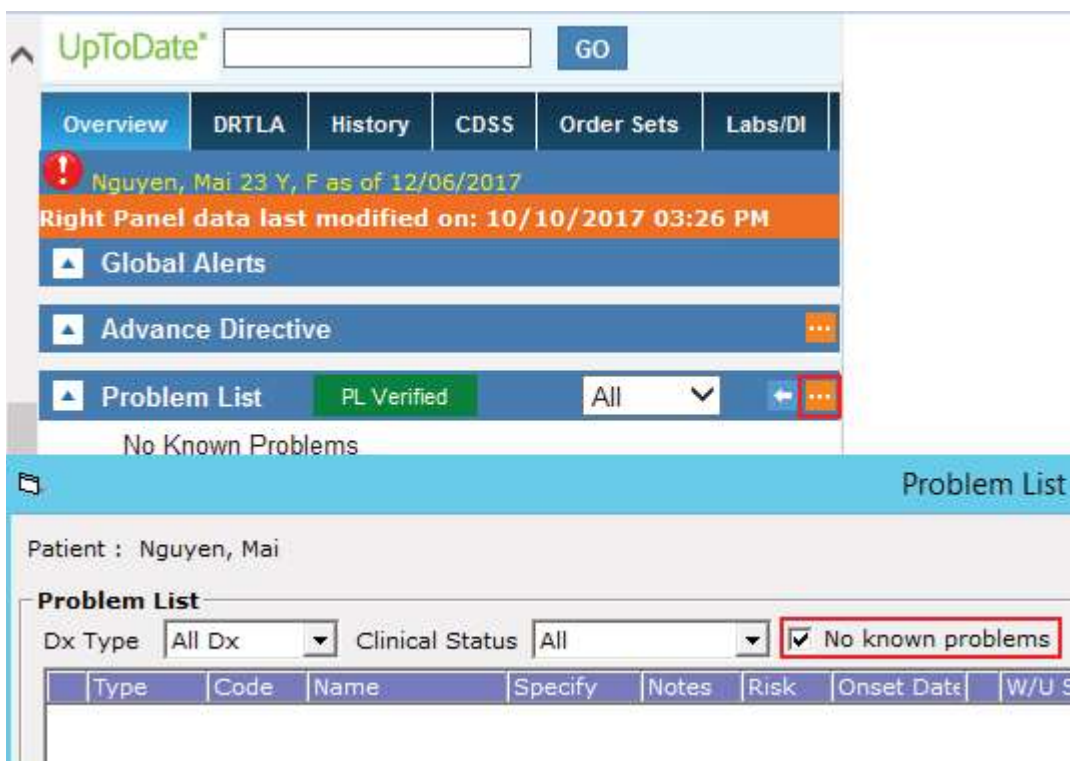 UpToDate® GO
Overview DRTLA History CDSS Order Sets Labs/DI
! Nguyen, Mai 23 Y, F as of 12/06/2017
Right Panel data last modified on: 10/10/2017 03:26 PM
Global Alerts
Advance Directive ...
Problem List PL Verified All ...
No Known Problems
Problem List
Patient : Nguyen, Mai
Problem List
Dx Type All Dx Clinical Status All No known problems
Type Code Name Specify Notes Risk Onset Date W/U S